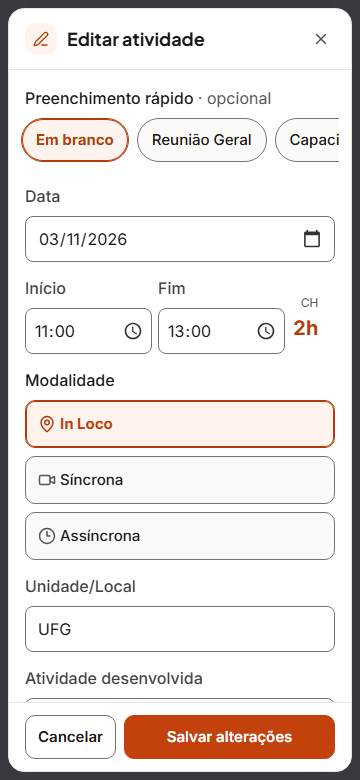 Editar atividade
Preenchimento rápido · opcional
Em branco
Reunião Geral
Capaci
Data
03/11/2026
Início
Fim
CH
11:00
13:00
2h
Modalidade
In Loco
Síncrona
Assíncrona
Unidade/Local
UFG
Atividade desenvolvida
Cancelar
Salvar alterações